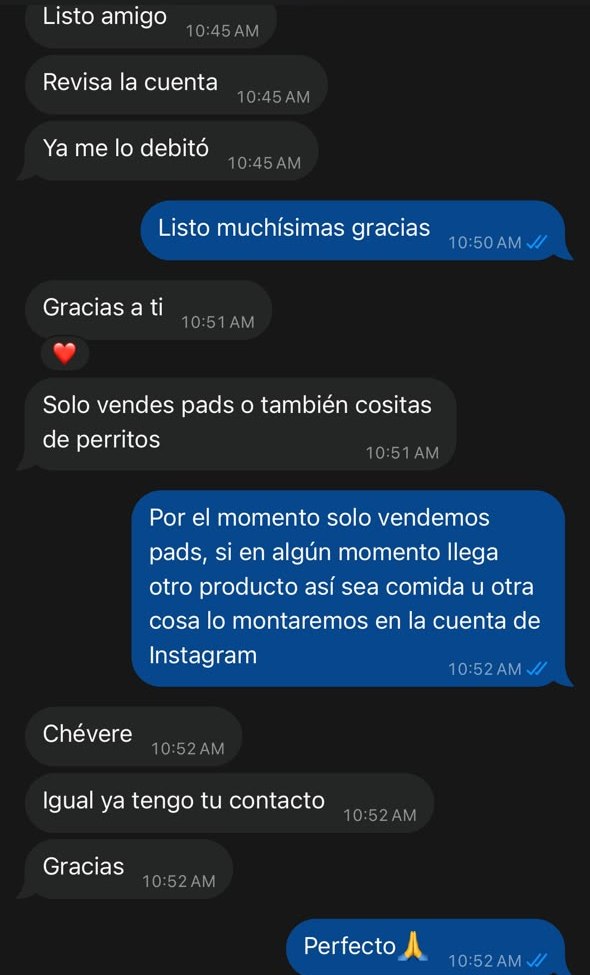 Listo amigo
10:45 AM
Revisa la cuenta
10:45 AM
Ya me lo debitó
10:45 AM
Listo muchísimas gracias
10:50 AM
Gracias a ti
10:51 AM
Solo vendes pads o también cositas
de perritos
10:51 AM
Por el momento solo vendemos
pads, si en algún momento llega
otro producto así sea comida u otra
cosa lo montaremos en la cuenta de
Instagram
10:52 AM
Chévere
10:52 AM
Igual ya tengo tu contacto
10:52 AM
Gracias
10:52 AM
Perfecto🙏
10:52 AM